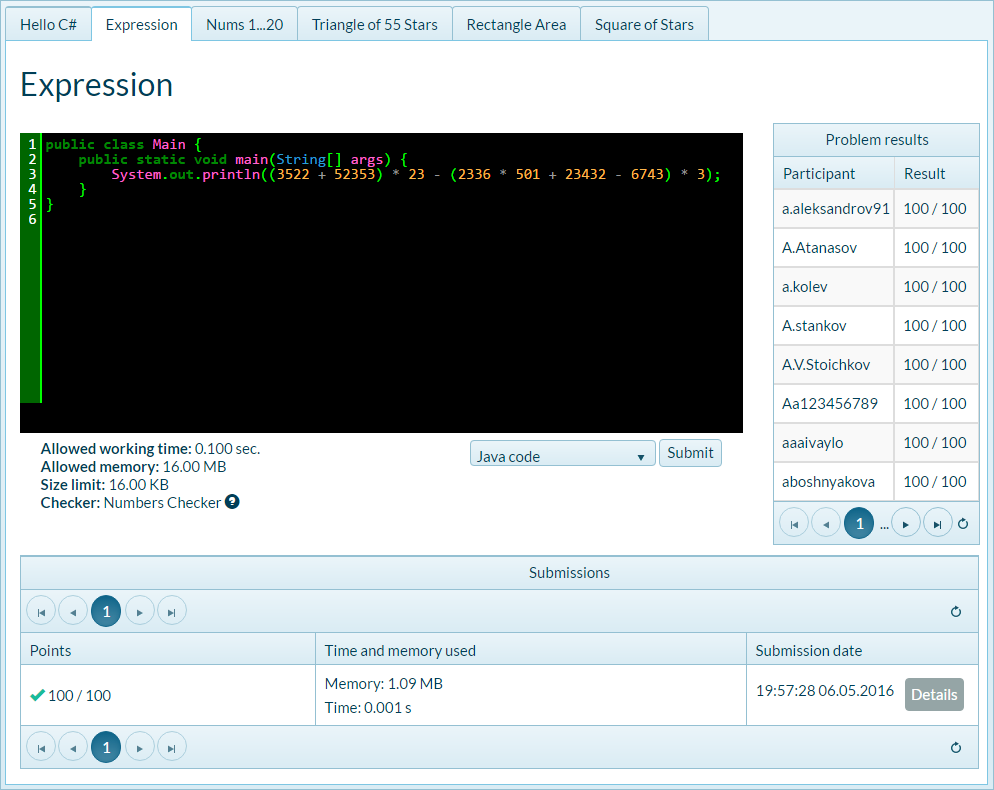 Hello C# Expression Nums 1...20 Triangle of 55 Stars Rectangle Area Square of Stars
Expression
1 public class Main {
2     public static void main(String[] args) {
3         System.out.println((3522 + 52353) * 23 - (2336 * 501 + 23432 - 6743) * 3);
4     }
5 }
6
Allowed working time: 0.100 sec.
Allowed memory: 16.00 MB
Size limit: 16.00 KB
Checker: Numbers Checker ?
Java code Submit
Problem results
Participant Result
a.aleksandrov91 100 / 100
A.Atanasov 100 / 100
a.kolev 100 / 100
A.stankov 100 / 100
A.V.Stoichkov 100 / 100
Aa123456789 100 / 100
aaaivaylo 100 / 100
aboshnyakova 100 / 100
1 ...
Submissions
1
Points Time and memory used Submission date
100 / 100 Memory: 1.09 MB 19:57:28 06.05.2016 Details
Time: 0.001 s
1